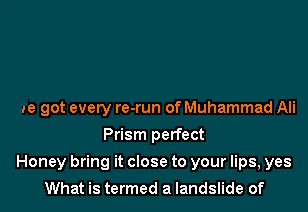 e got every re-run of Muhammad Ali
Prism perfect
Honey bring it close to your lips, yes
What is termed a landslide of